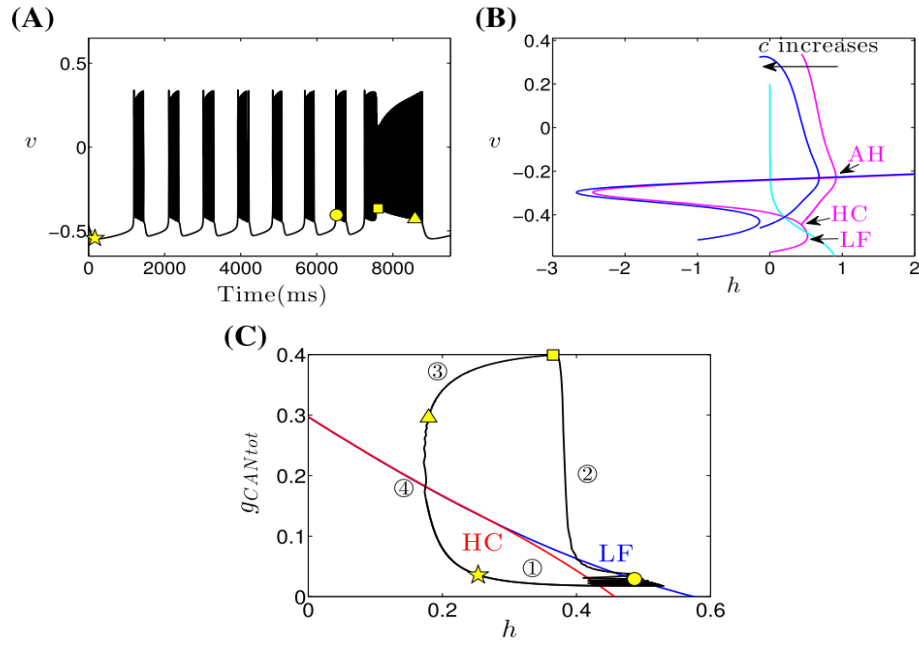 (A)
0.5
0
−0.5
v
0 2000 4000 6000 8000
Time(ms)
(B)
0.4
0.2
0
−0.2
−0.4
v
c increases
AH
HC
LF
−3 −2 −1 0 1 2
h
(C)
0.4
0.3
0.2
0.1
0
gCANtot
③
②
④
①
HC
LF
0 0.2 0.4 0.6
h